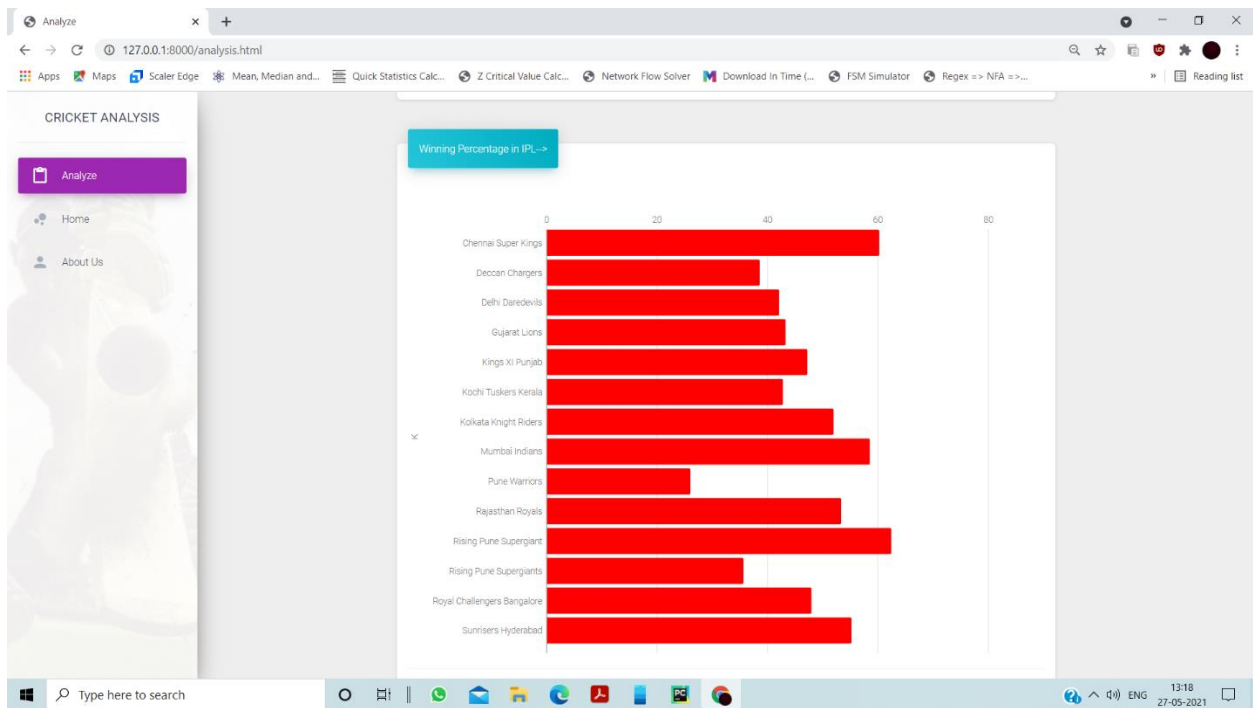 Analyze
127.0.0.1:8000/analysis.html
Apps Maps Scaler Edge Mean, Median and... Quick Statistics Calc... Z Critical Value Calc... Network Flow Solver Download in Time (... FSM Simulator Regex => NFA =>... » Reading list
CRICKET ANALYSIS
Analyze
Home
About Us
Winning Percentage in IPL-->
0 20 40 60 80
Chennai Super Kings
Deccan Chargers
Delhi Daredevils
Gujarat Lions
Kings XI Punjab
Kochi Tuskers Kerala
Kolkata Knight Riders
Mumbai Indians
Pune Warriors
Rajasthan Royals
Rising Pune Supergiant
Rising Pune Supergiants
Royal Challengers Bangalore
Sunrisers Hyderabad
K
Type here to search
ENG
13:18
27-05-2021